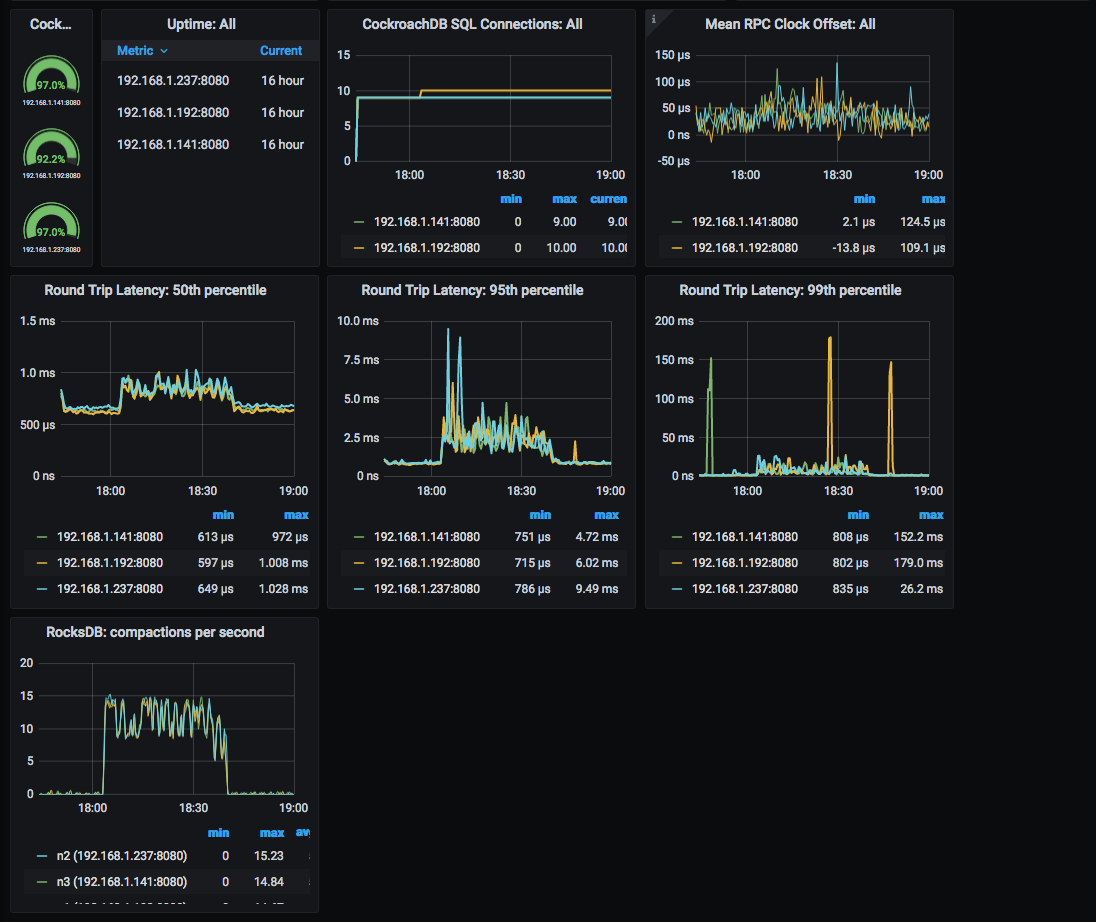 Cock...
97.0%
192.168.1.141:8080
92.2%
192.168.1.192:8080
97.0%
192.168.1.237:8080
Uptime: All
Metric Current
192.168.1.237:8080 16 hour
192.168.1.192:8080 16 hour
192.168.1.141:8080 16 hour
CockroachDB SQL Connections: All
15
10
5
0
18:00 18:30 19:00
min max curren
192.168.1.141:8080 0 9.00 9.00
192.168.1.192:8080 0 10.00 10.00
i
Mean RPC Clock Offset: All
150 µs
100 µs
50 µs
0 ns
-50 µs
18:00 18:30 19:00
min max
192.168.1.141:8080 2.1 µs 124.5 µs
192.168.1.192:8080 -13.8 µs 109.1 µs
Round Trip Latency: 50th percentile
1.5 ms
1.0 ms
500 µs
0 ns
18:00 18:30 19:00
min max
192.168.1.141:8080 613 µs 972 µs
192.168.1.192:8080 597 µs 1.008 ms
192.168.1.237:8080 649 µs 1.028 ms
Round Trip Latency: 95th percentile
10.0 ms
7.5 ms
5.0 ms
2.5 ms
0 ns
18:00 18:30 19:00
min max
192.168.1.141:8080 751 µs 4.72 ms
192.168.1.192:8080 715 µs 6.02 ms
192.168.1.237:8080 786 µs 9.49 ms
Round Trip Latency: 99th percentile
200 ms
150 ms
100 ms
50 ms
0 ns
18:00 18:30 19:00
min max
192.168.1.141:8080 808 µs 152.2 ms
192.168.1.192:8080 802 µs 179.0 ms
192.168.1.237:8080 835 µs 26.2 ms
RocksDB: compactions per second
20
15
10
5
0
18:00 18:30 19:00
min max av
n2 (192.168.1.237:8080) 0 15.23
n3 (192.168.1.141:8080) 0 14.84